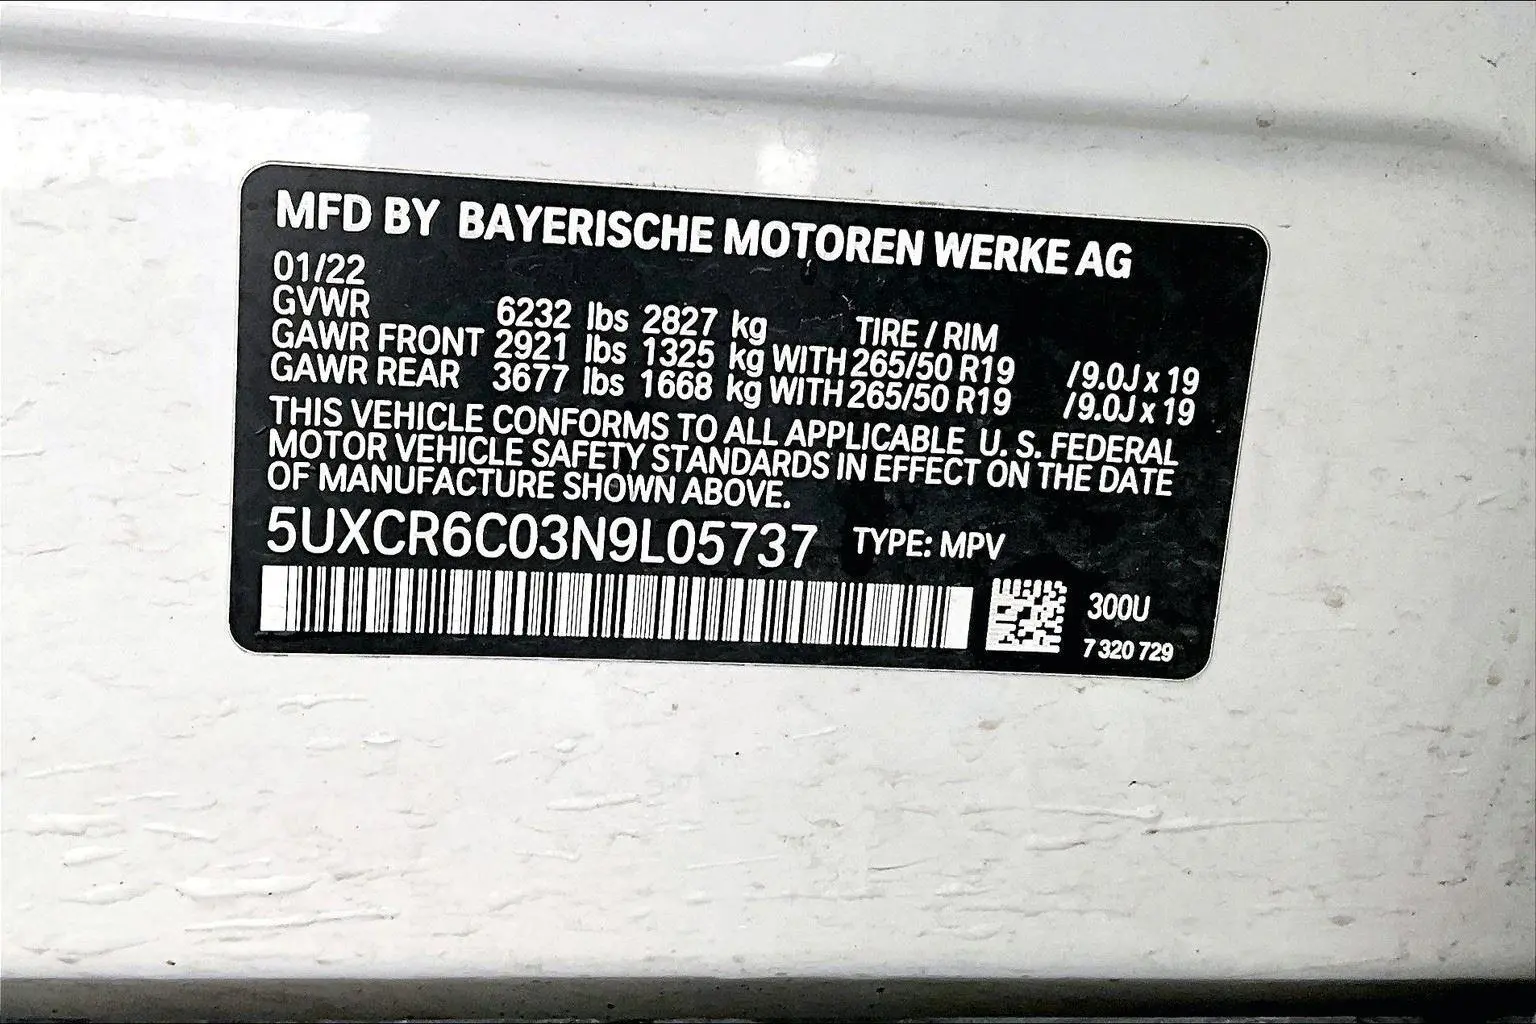 MFD BY BAYERISCHE MOTOREN WERKE AG
01/22
GVWR 6232 lbs 2827 kg TIRE / RIM
GAWR FRONT 2921 lbs 1325 kg WITH 265/50 R19 /9.0J x 19
GAWR REAR 3677 lbs 1668 kg WITH 265/50 R19 /9.0J x 19
THIS VEHICLE CONFORMS TO ALL APPLICABLE U. S. FEDERAL
MOTOR VEHICLE SAFETY STANDARDS IN EFFECT ON THE DATE
OF MANUFACTURE SHOWN ABOVE.
5UXCR6C03N9L05737 TYPE: MPV
300U
7 320 729